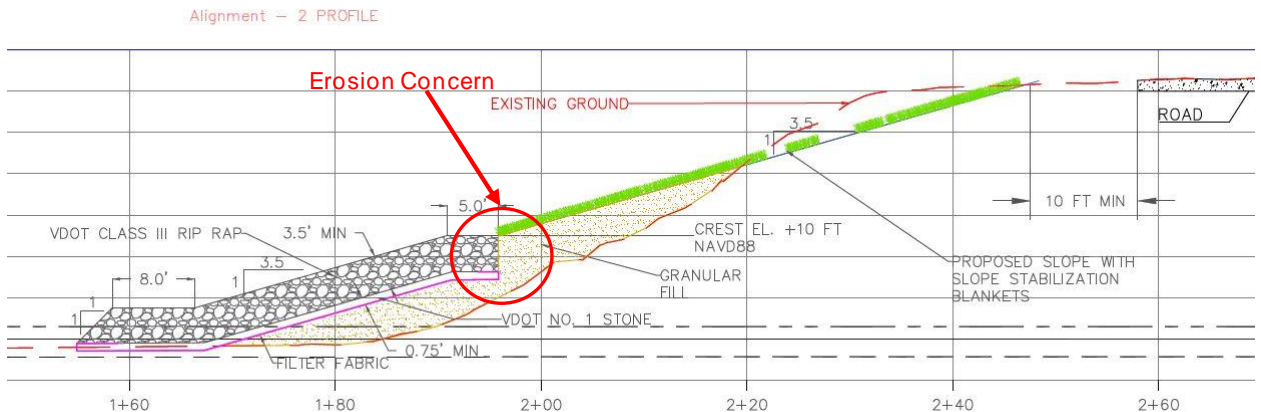 Alignment - 2 PROFILE
Erosion Concern
EXISTING GROUND
3.5
1
ROAD
5.0'
10 FT MIN
VDOT CLASS III RIP RAP
3.5' MIN
CREST EL. +10 FT
NAVD88
8.0'
3.5
1
GRANULAR
FILL
PROPOSED SLOPE WITH
SLOPE STABILIZATION
BLANKETS
1
1
VDOT NO. 1 STONE
0.75' MIN
FILTER FABRIC
1+60
1+80
2+00
2+20
2+40
2+60